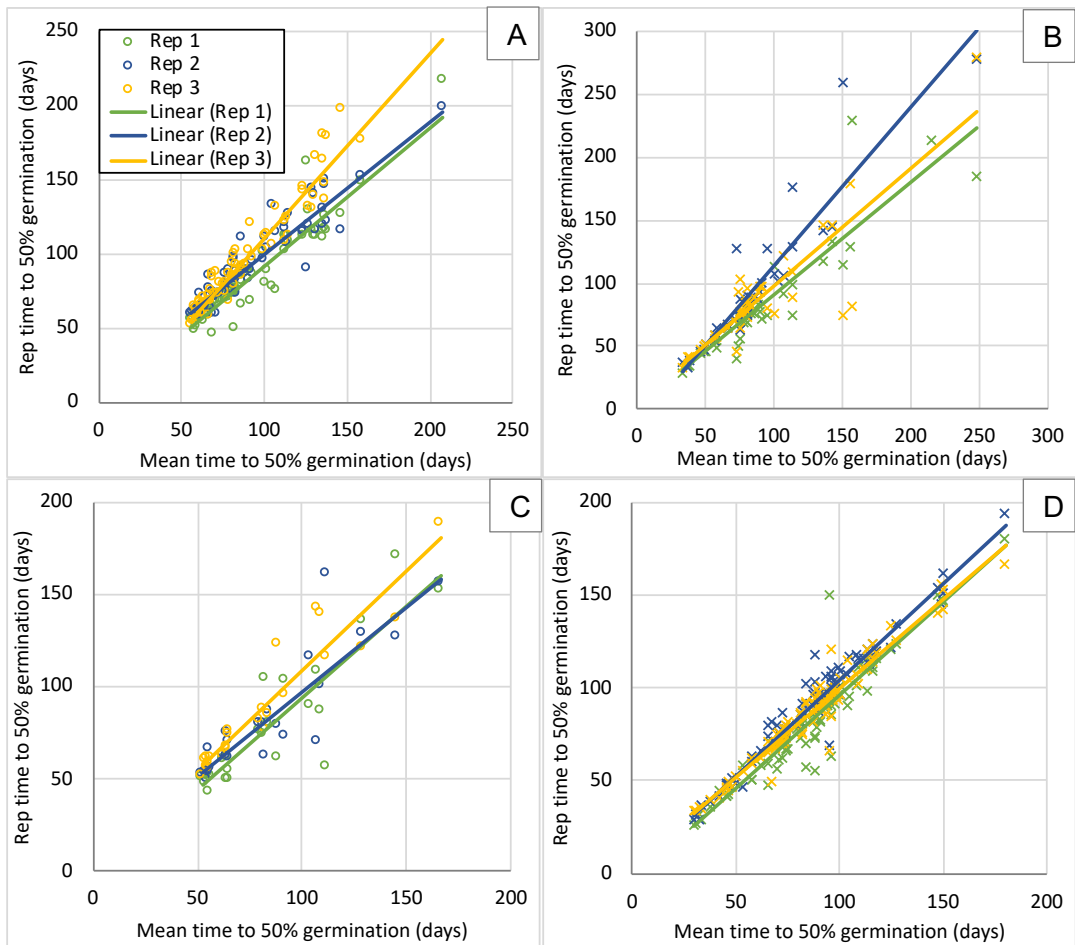 A
Rep time to 50% germination (days)
250
200
150
100
50
0
Rep 1
Rep 2
Rep 3
Linear (Rep 1)
Linear (Rep 2)
Linear (Rep 3)
0 50 100 150 200 250
Mean time to 50% germination (days)
B
Rep time to 50% germination (days)
300
250
200
150
100
50
0
0 50 100 150 200 250 300
Mean time to 50% germination (days)
C
Rep time to 50% germination (days)
200
150
100
50
0
0 50 100 150 200
Mean time to 50% germination (days)
D
Rep time to 50% germination (days)
200
150
100
50
0
0 50 100 150 200
Mean time to 50% germination (days)